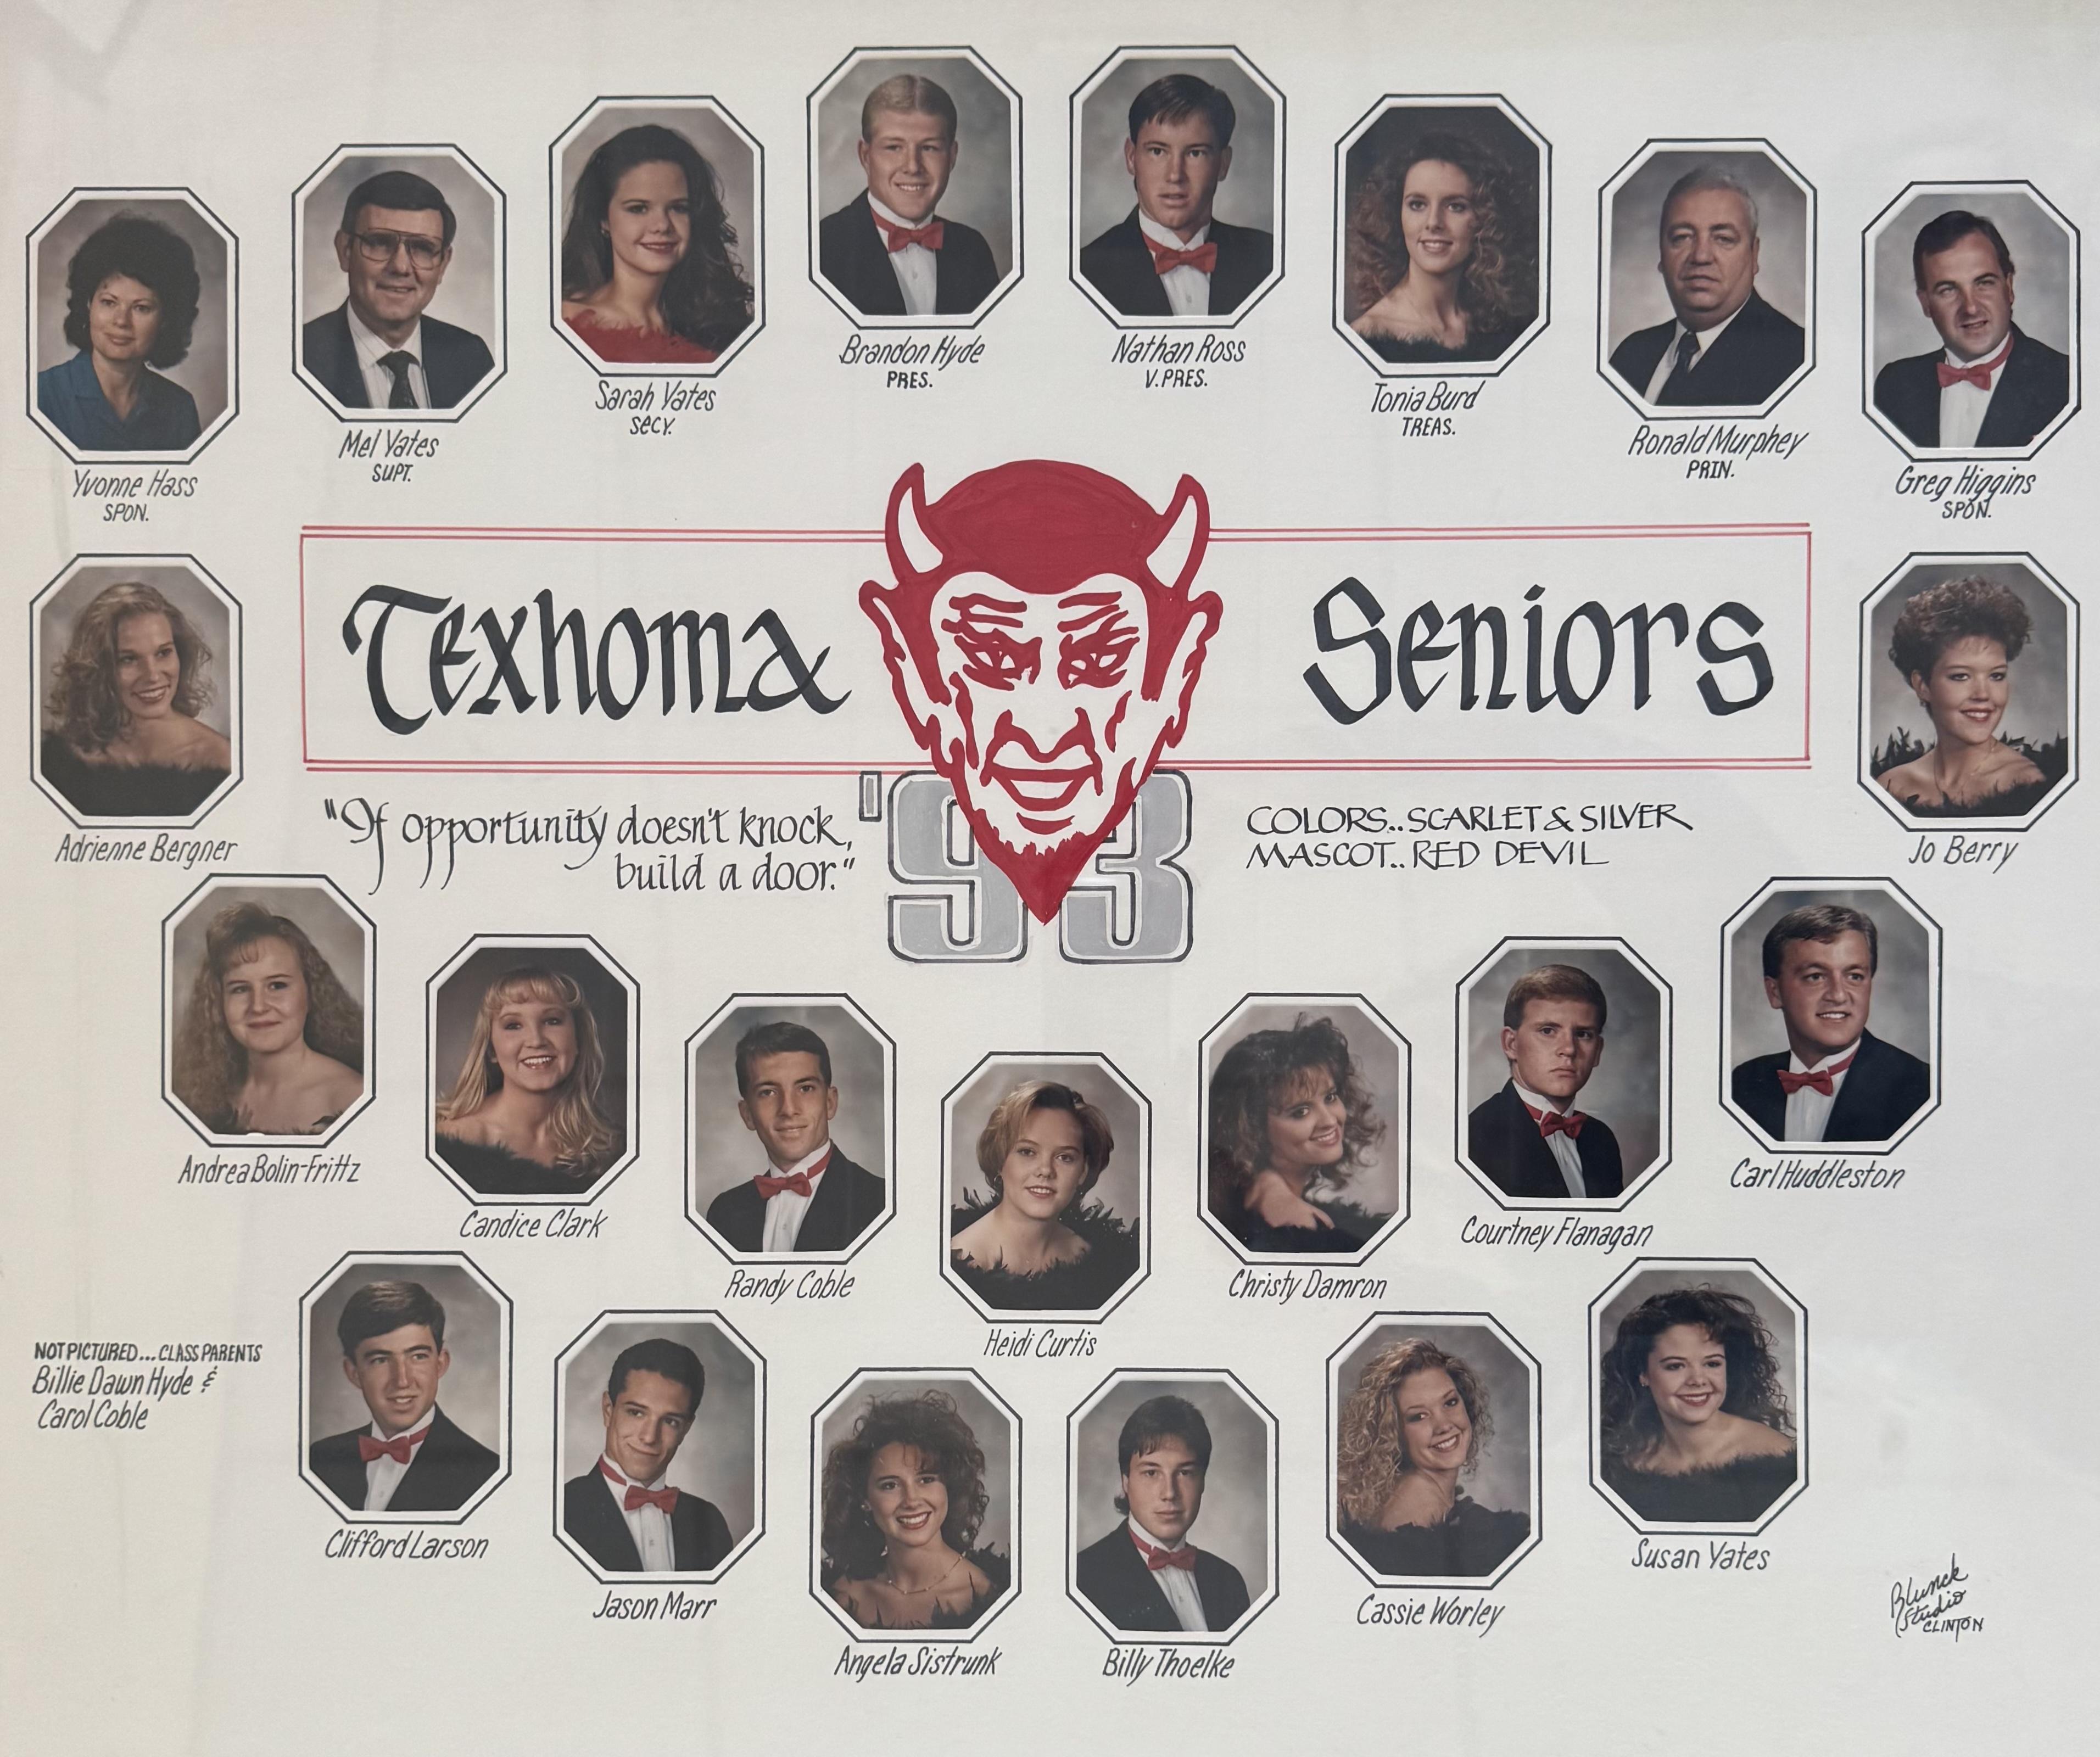 Brandon Hyde
PRES.
Nathan Ross
V.PRES.
Sarah Yates
SECY.
Tonia Burd
TREAS.
Mel Yates
SUPT.
Ronald Murphey
PRIN.
Yvonne Hass
SPON.
Greg Higgins
SPON.
Texhoma Seniors
'93
"If opportunity doesn't knock,
build a door."
COLORS..SCARLET & SILVER
MASCOT..RED DEVIL
Adrienne Bergner
Jo Berry
Andrea Bolin-Frittz
Candice Clark
Randy Coble
Heidi Curtis
Christy Damron
Courtney Flanagan
Carl Huddleston
NOT PICTURED...CLASS PARENTS
Billie Dawn Hyde &
Carol Coble
Clifford Larson
Jason Marr
Angela Sistrunk
Billy Thoelke
Cassie Worley
Susan Yates
Blunck
Studio
CLINTON